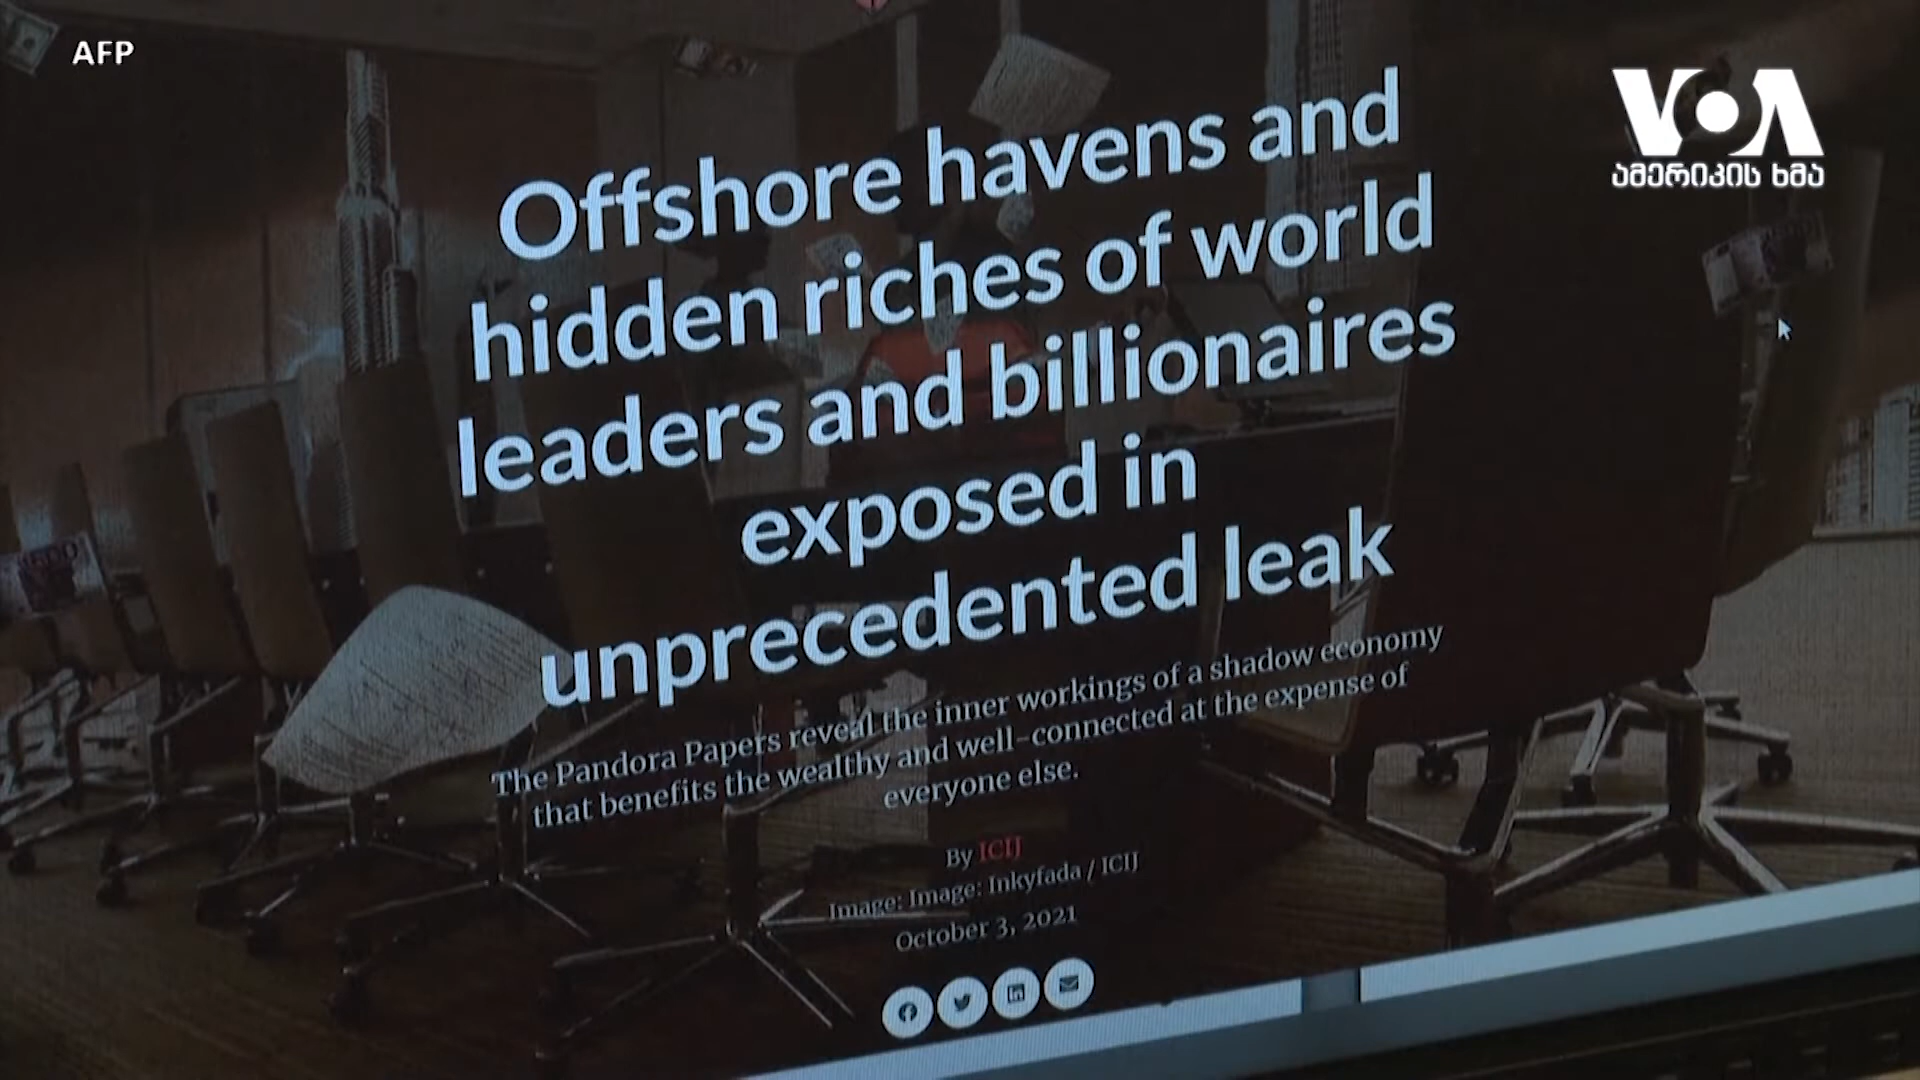 AFP
VOA
ამერიკის ხმა
Offshore havens and
hidden riches of world
leaders and billionaires
exposed in
unprecedented leak
The Pandora Papers reveal the inner workings of a shadow economy
that benefits the wealthy and well-connected at the expense of
everyone else.
By ICIJ
Image: Image: Inkyfada / ICIJ
October 3, 2021
500